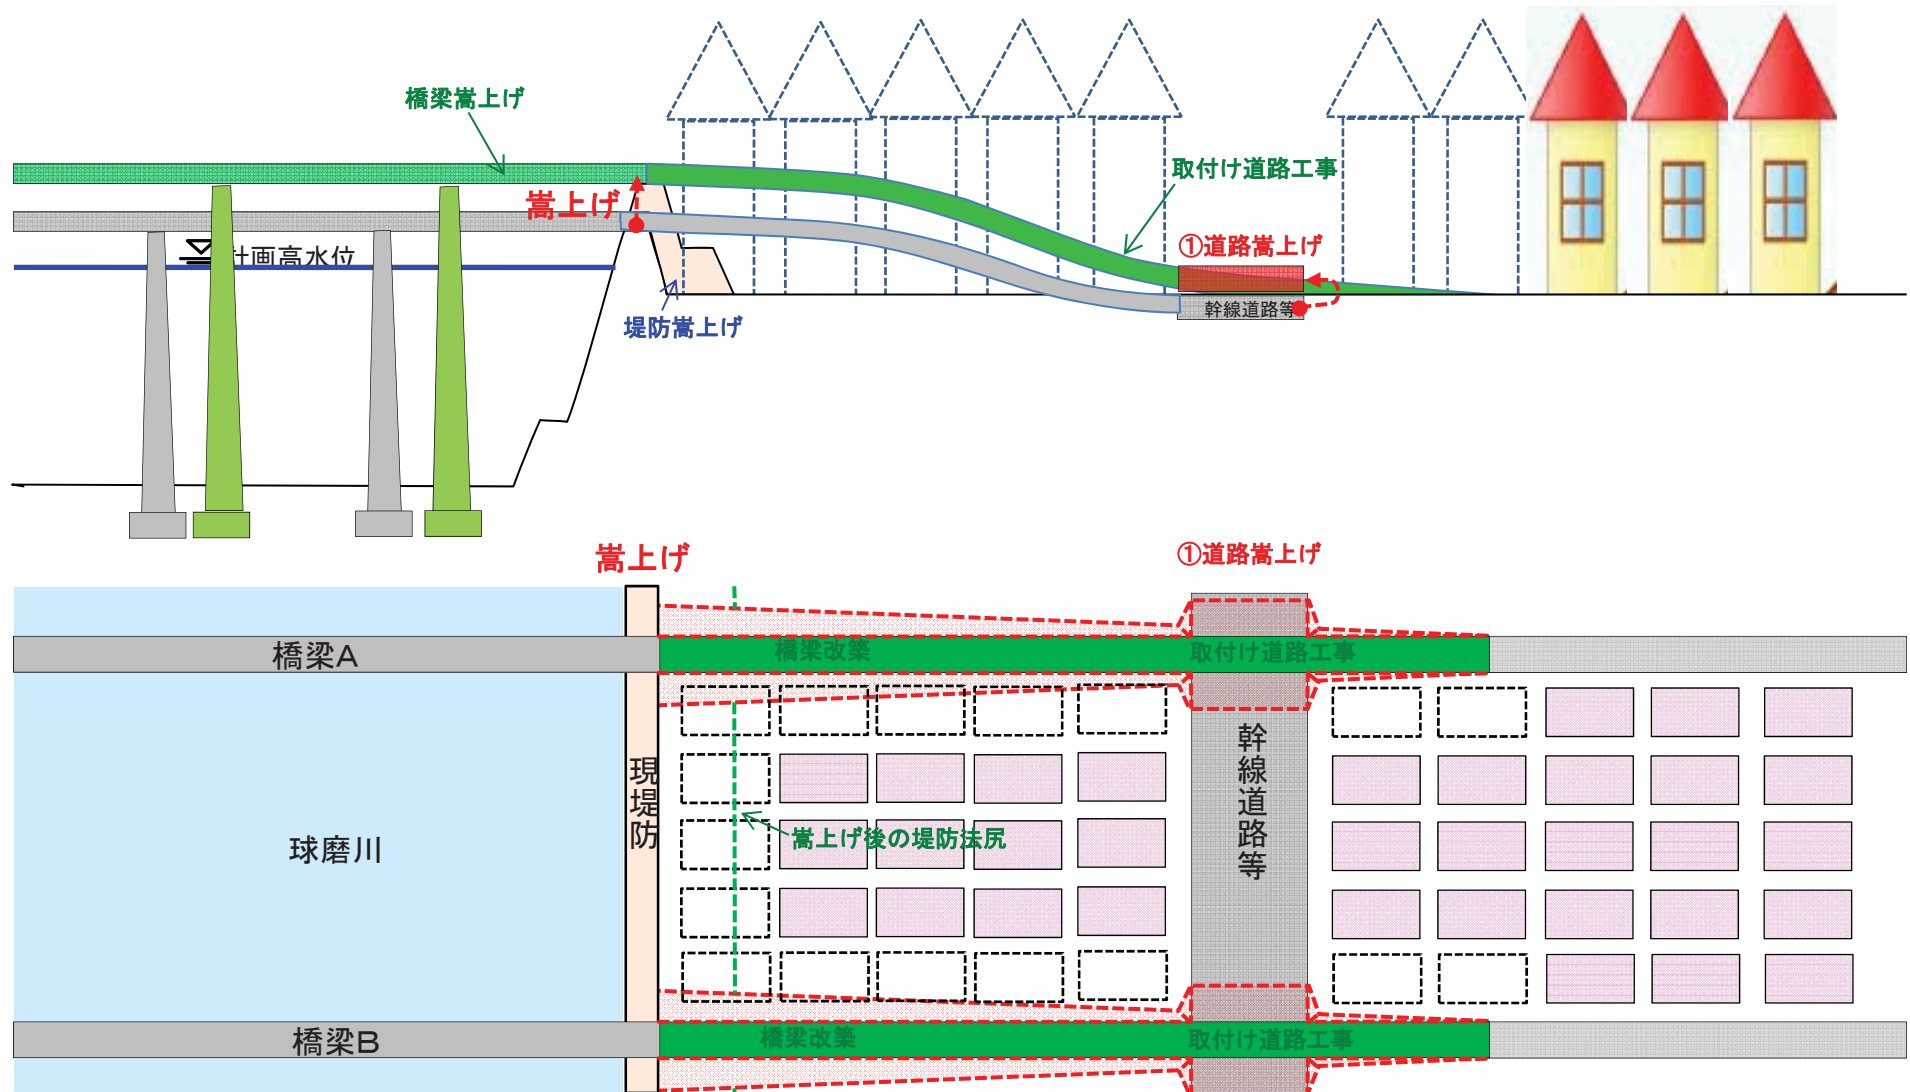 橋梁嵩上げ
取付け道路工事
嵩上げ
①道路嵩上げ
計画高水位
幹線道路等
堤防嵩上げ
嵩上げ
①道路嵩上げ
橋梁A
橋梁改築
取付け道路工事
現堤防
幹線道路等
球磨川
嵩上げ後の堤防法尻
橋梁B
橋梁改築
取付け道路工事